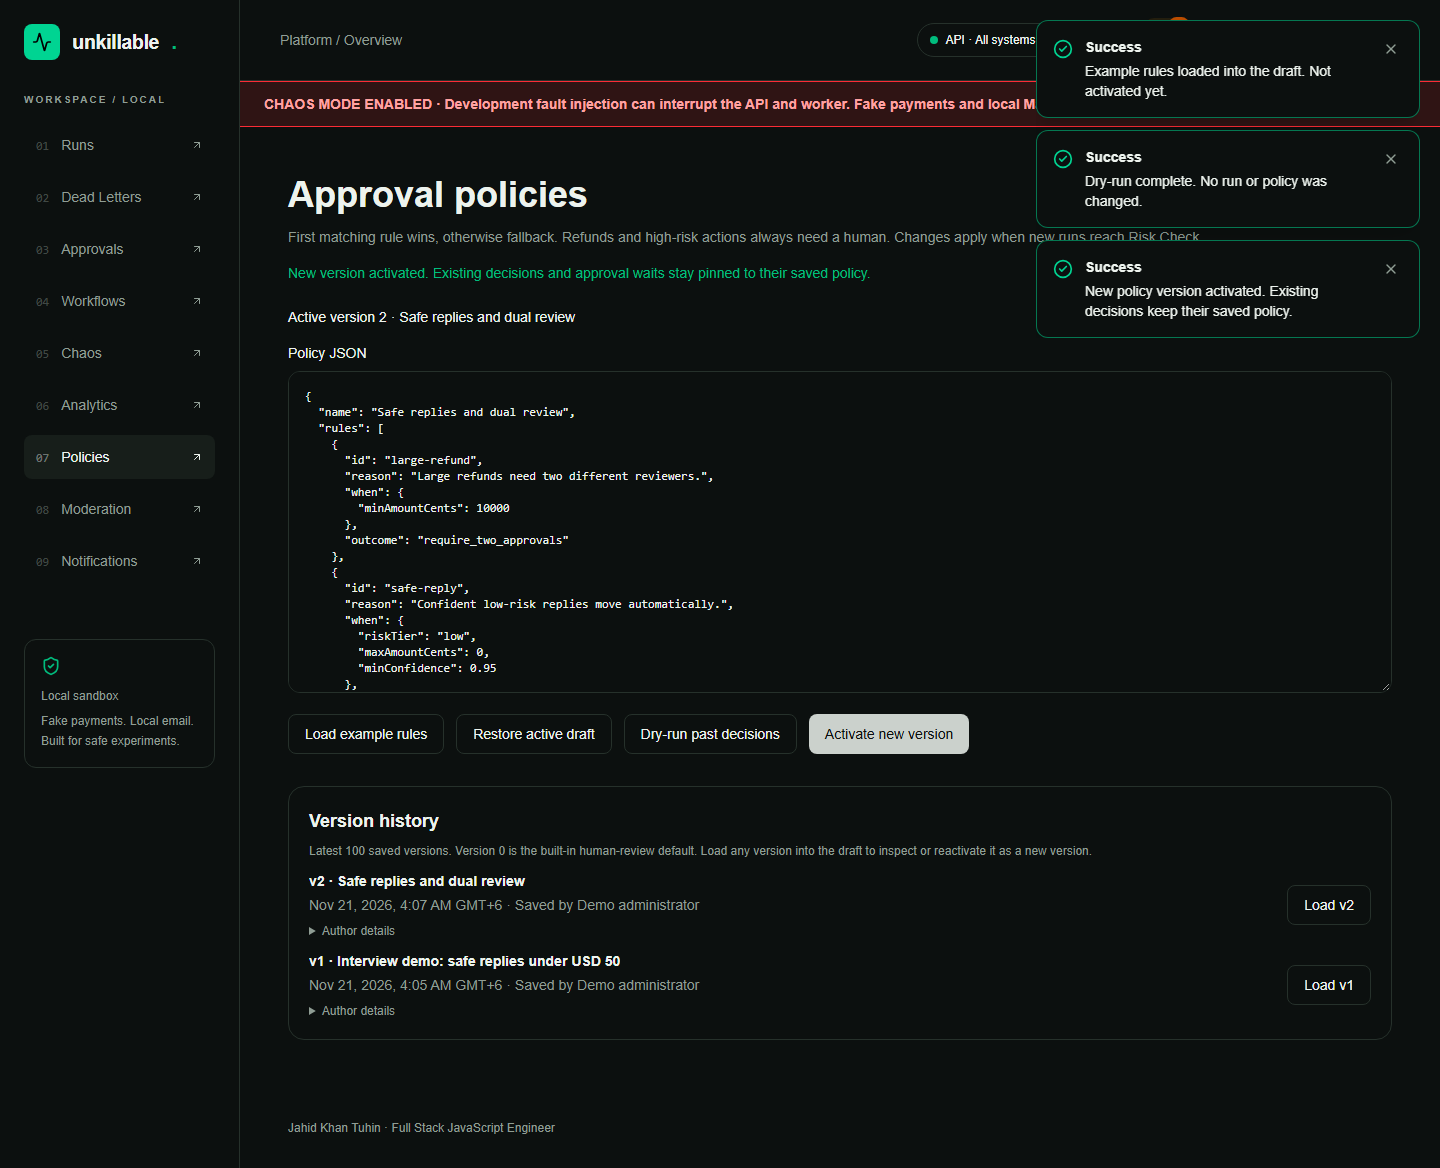 unkillable.
WORKSPACE / LOCAL
01 Runs
02 Dead Letters
03 Approvals
04 Workflows
05 Chaos
06 Analytics
07 Policies
08 Moderation
09 Notifications
Local sandbox
Fake payments. Local email.
Built for safe experiments.
Platform / Overview
API · All systems
CHAOS MODE ENABLED · Development fault injection can interrupt the API and worker. Fake payments and local M
Success
Example rules loaded into the draft. Not
activated yet.
Success
Dry-run complete. No run or policy was
changed.
Success
New policy version activated. Existing
decisions keep their saved policy.
Approval policies
First matching rule wins, otherwise fallback. Refunds and high-risk actions always need a human. Changes apply when new runs reach Risk Check.
New version activated. Existing decisions and approval waits stay pinned to their saved policy.
Active version 2 · Safe replies and dual review
Policy JSON
{
"name": "Safe replies and dual review",
"rules": [
{
"id": "large-refund",
"reason": "Large refunds need two different reviewers.",
"when": {
"minAmountCents": 10000
},
"outcome": "require_two_approvals"
},
{
"id": "safe-reply",
"reason": "Confident low-risk replies move automatically.",
"when": {
"riskTier": "low",
"maxAmountCents": 0,
"minConfidence": 0.95
},
Load example rules
Restore active draft
Dry-run past decisions
Activate new version
Version history
Latest 100 saved versions. Version 0 is the built-in human-review default. Load any version into the draft to inspect or reactivate it as a new version.
v2 · Safe replies and dual review
Nov 21, 2026, 4:07 AM GMT+6 · Saved by Demo administrator
Author details
Load v2
v1 · Interview demo: safe replies under USD 50
Nov 21, 2026, 4:05 AM GMT+6 · Saved by Demo administrator
Author details
Load v1
Jahid Khan Tuhin · Full Stack JavaScript Engineer